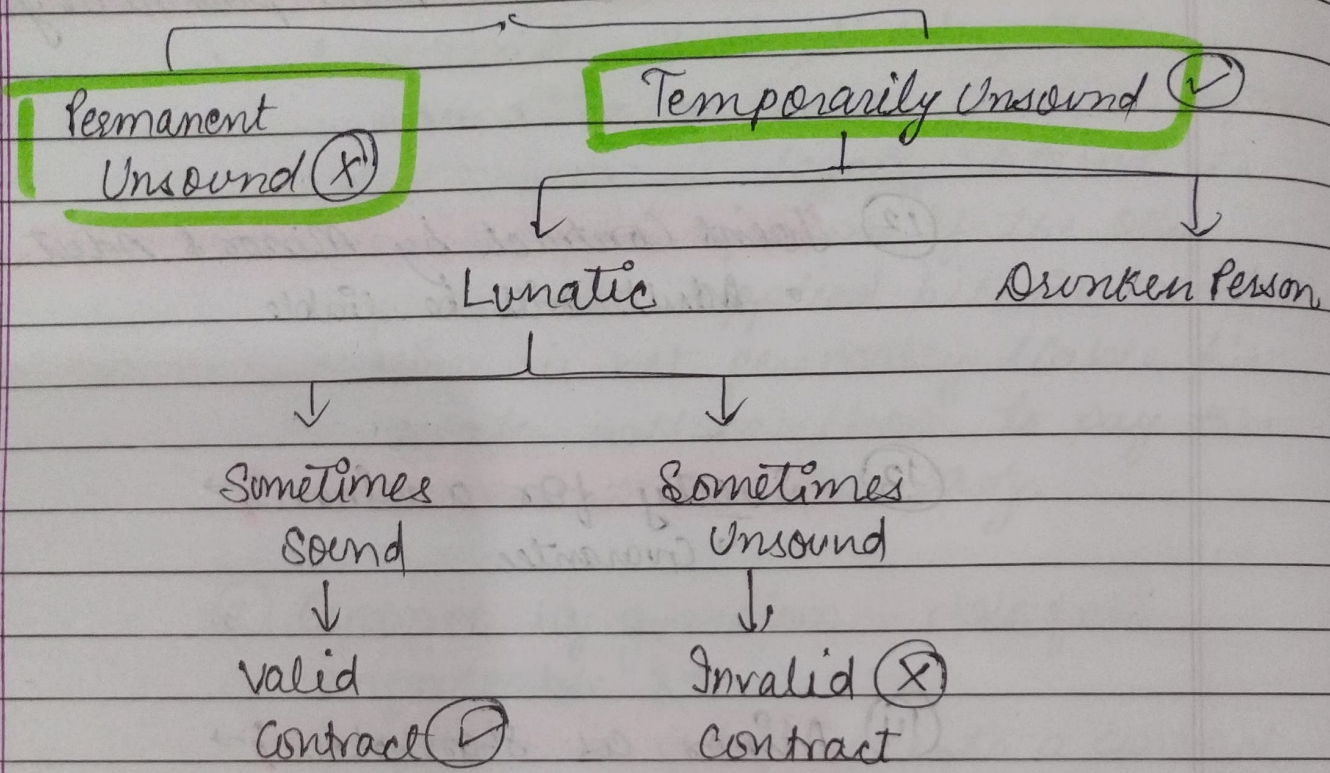 Permanent
Unsound
Temporarily Unsound
Lunatic
Drunken Person
Sometimes
Sound
Sometimes
Unsound
Valid
Contract
Invalid
Contract